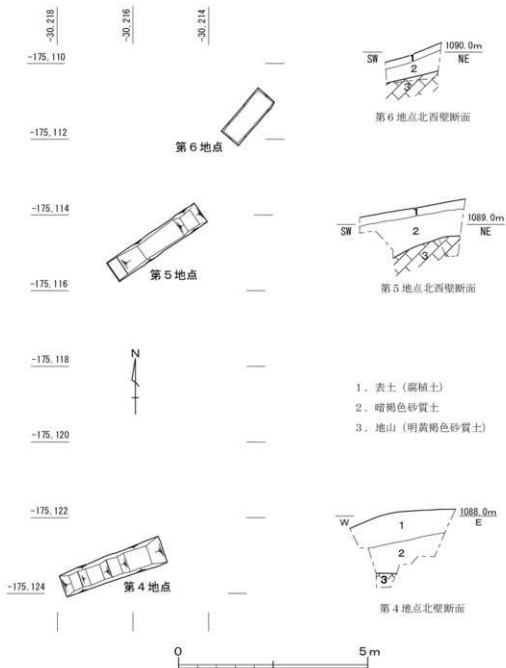 -30,218
-30,216
-30,214
-175,110
-175,112
第6地点
-175,114
第5地点
-175,116
-175,118
N
-175,120
-175,122
-175,124
第4地点
0
5m
1090.0m
SW
NE
1
2
3
第6地点北西壁断面
1089.0m
SW
NE
1
2
3
第5地点北西壁断面
1. 表土（腐植土）
2. 暗褐色砂質土
3. 地山（明黄褐色砂質土）
1088.0m
W
E
1
2
3
第4地点北壁断面